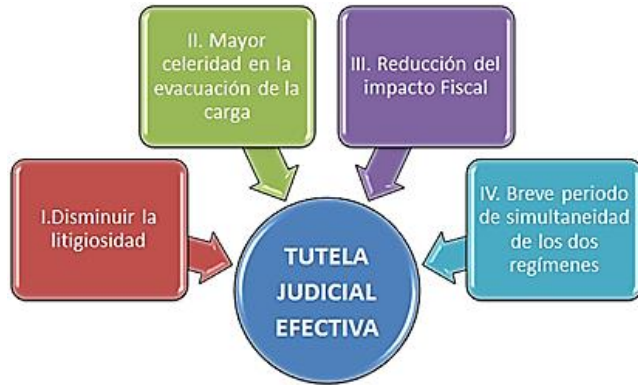 I.Disminuir la
litigiosidad
II. Mayor
celeridad en la
evacuación de la
carga
III. Reducción del
impacto Fiscal
IV. Breve periodo
de simultaneidad
de los dos
regímenes
TUTELA
JUDICIAL
EFECTIVA